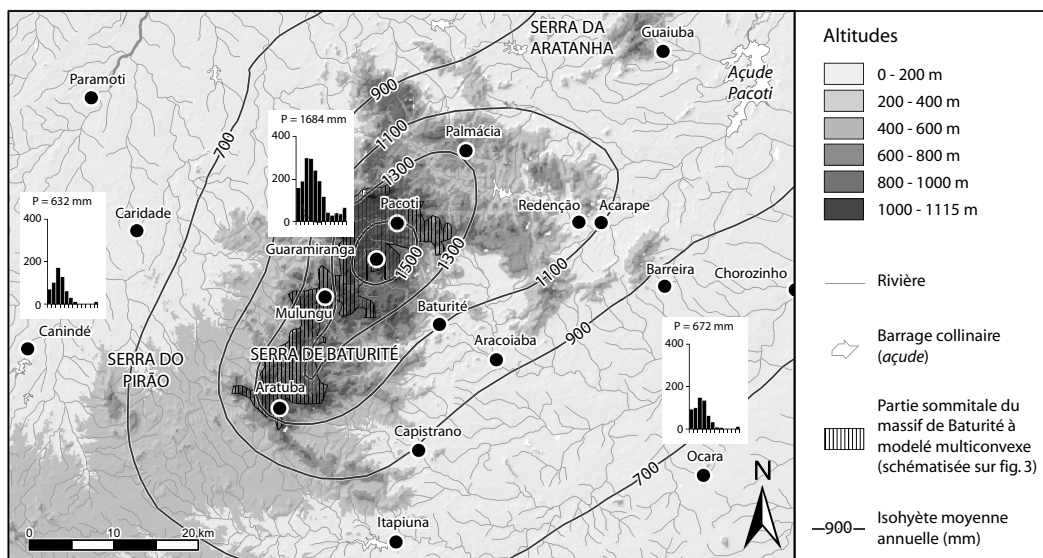 SERRA DA
ARATANHA
Guaiuba
Açude
Pacoti
Paramoti
900
700
P = 1684 mm
400
200
0
1100
Palmácia
1300
P = 632 mm
400
200
0
Caridade
Pacoti
Redenção
Acarape
Guaramiranga
1500
1300
1100
Barreira
Chorozinho
Mulungu
Baturité
Canindé
SERRA DO
PIRÃO
SERRA DE BATURITÉ
Aracoiaba
900
P = 672 mm
400
200
0
Aratuba
Capistrano
700
Ocara
N
Itapiuna
0 10 20 km
Altitudes
0 - 200 m
200 - 400 m
400 - 600 m
600 - 800 m
800 - 1000 m
1000 - 1115 m
Rivière
Barrage collinaire
(açude)
Partie sommitale du
massif de Baturité à
modelé multiconvexe
(schématisée sur fig. 3)
900
Isohyète moyenne
annuelle (mm)